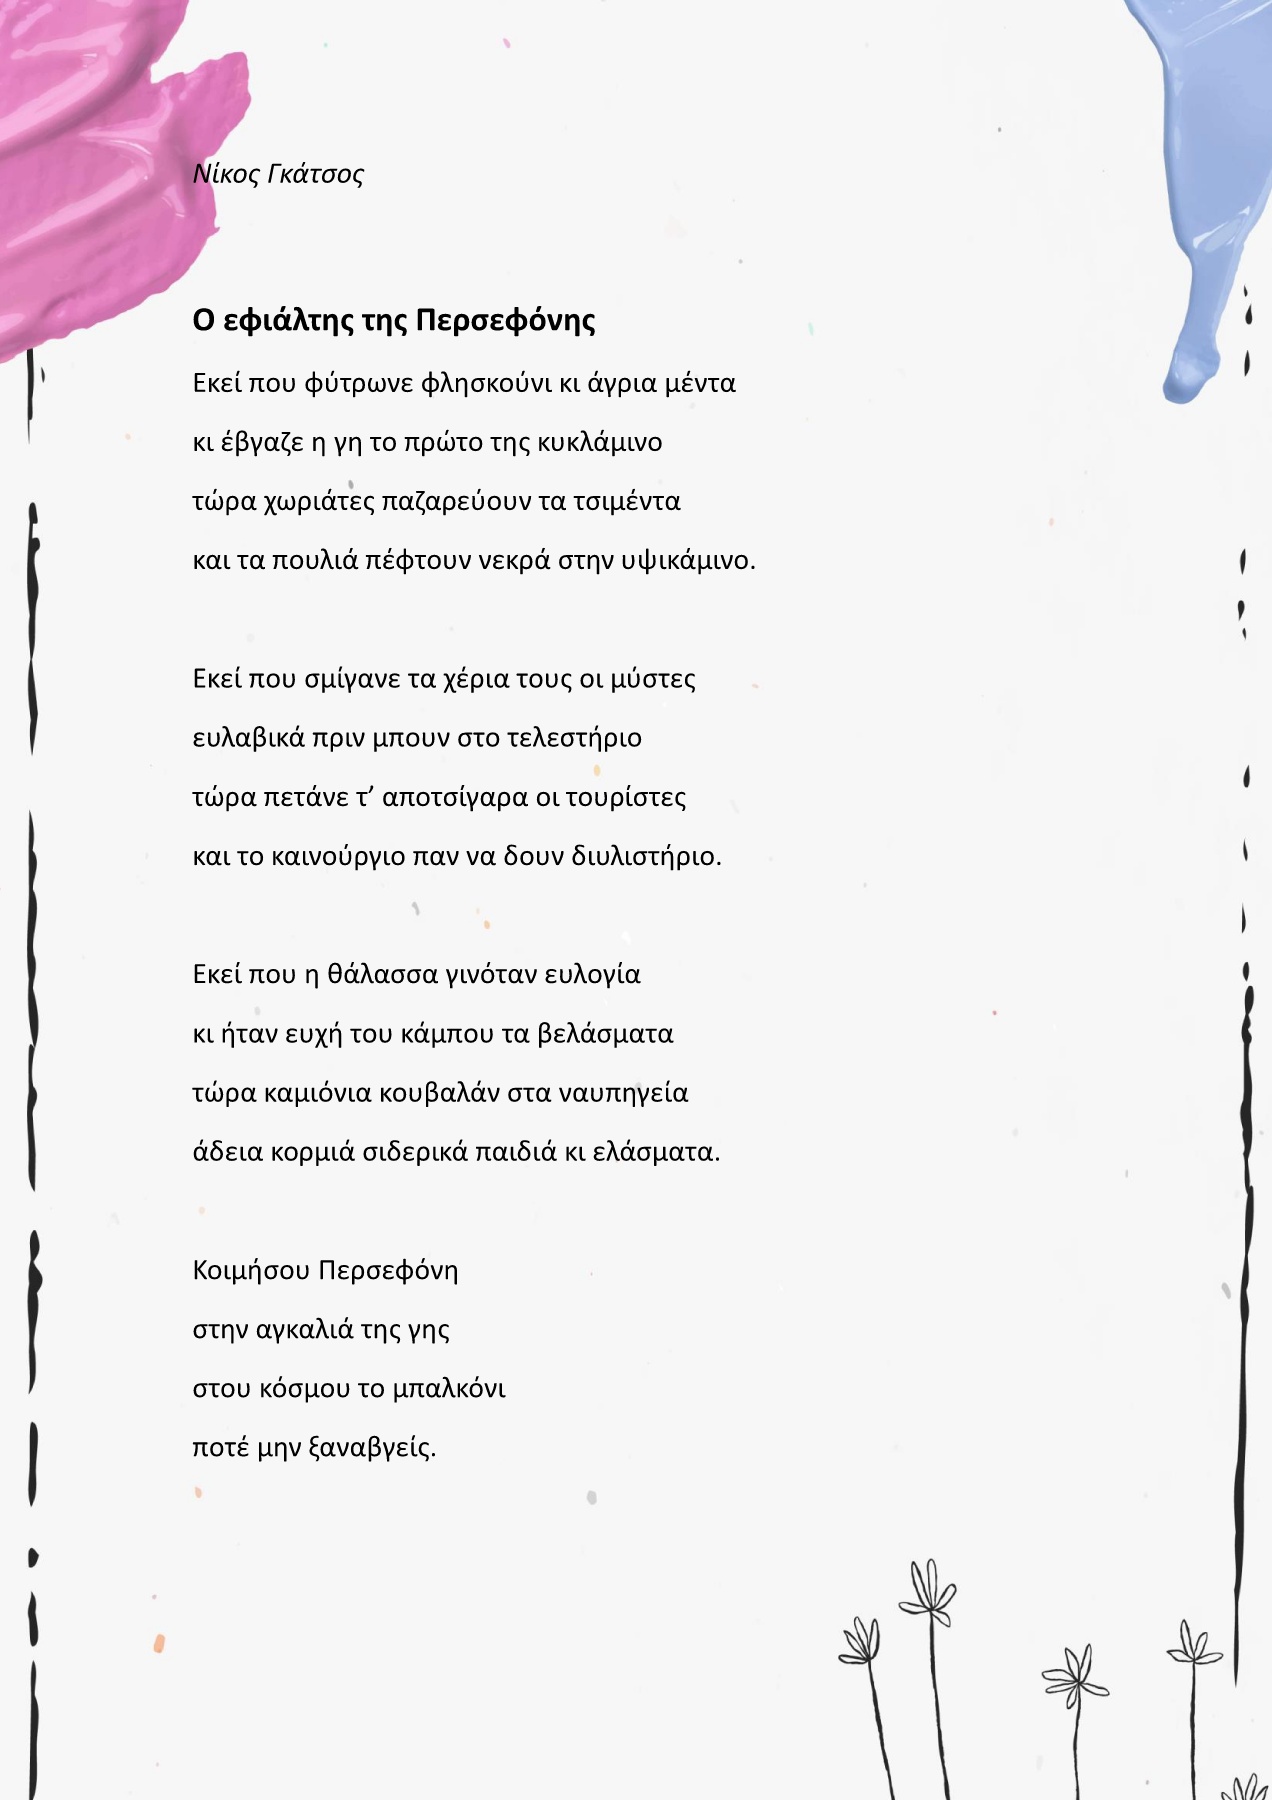 Νίκος Γκάτσος
Ο εφιάλτης της Περσεφόνης
Εκεί που φύτρωνε φλησκούνι κι άγρια μέντα
κι έβγαζε η γη το πρώτο της κυκλάμινο
τώρα χωριάτες παζαρεύουν τα τσιμέντα
και τα πουλιά πέφτουν νεκρά στην υψικάμινο.
Εκεί που σμίγανε τα χέρια τους οι μύστες
ευλαβικά πριν μπουν στο τελεστήριο
τώρα πετάνε τ’ αποτσίγαρα οι τουρίστες
και το καινούργιο παν να δουν διυλιστήριο.
Εκεί που η θάλασσα γινόταν ευλογία
κι ήταν ευχή του κάμπου τα βελάσματα
τώρα καμιόνια κουβαλάν στα ναυπηγεία
άδεια κορμιά σιδερικά παιδιά κι ελάσματα.
Κοιμήσου Περσεφόνη
στην αγκαλιά της γης
στου κόσμου το μπαλκόνι
ποτέ μην ξαναβγείς.